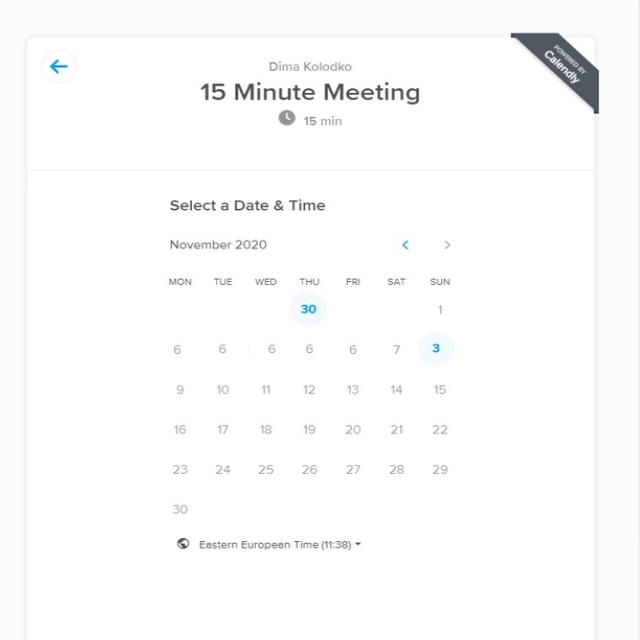 POWERED BY
Calendly
Dima Kolodko
15 Minute Meeting
15 min
Select a Date & Time
November 2020
MON TUE WED THU FRI SAT SUN
30 1
6 6 6 6 6 7 3
9 10 11 12 13 14 15
16 17 18 19 20 21 22
23 24 25 26 27 28 29
30
Eastern European Time (11:38)